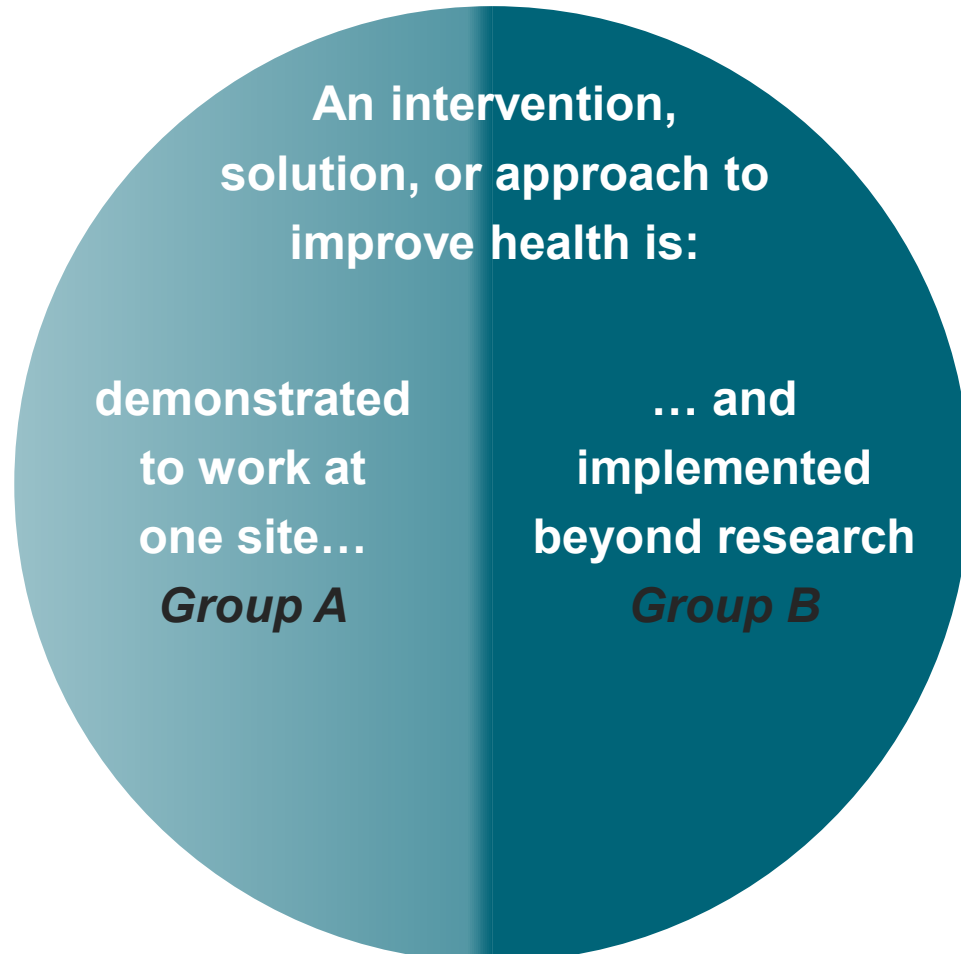 An intervention,
solution, or approach to
improve health is:
demonstrated
to work at
one site…
Group A
… and
implemented
beyond research
Group B